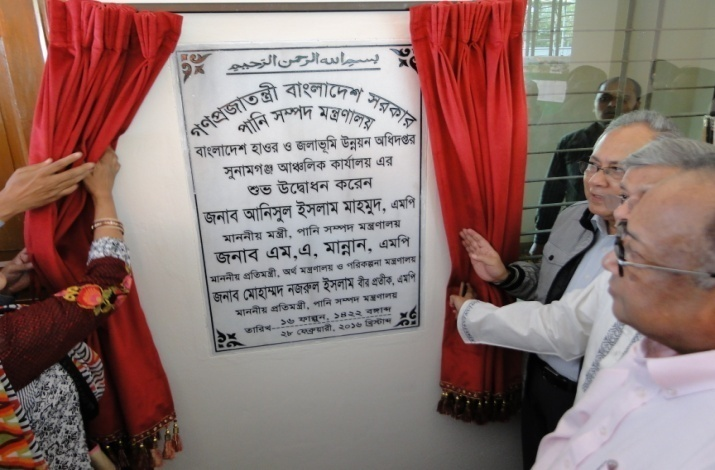 بسم الله الرحمن الرحيم
গণপ্রজাতন্ত্রী বাংলাদেশ সরকার
পানি সম্পদ মন্ত্রণালয়
বাংলাদেশ হাওর ও জলাভূমি উন্নয়ন অধিদপ্তর
সুনামগঞ্জ আঞ্চলিক কার্যালয় এর
শুভ উদ্বোধন করেন
জনাব আনিসুল ইসলাম মাহমুদ, এমপি
মাননীয় মন্ত্রী, পানি সম্পদ মন্ত্রণালয়
জনাব এম,এ, মান্নান, এমপি
মাননীয় প্রতিমন্ত্রী, অর্থ মন্ত্রণালয় ও পরিকল্পনা মন্ত্রণালয়
জনাব মোহাম্মদ নজরুল ইসলাম বীর প্রতীক, এমপি
মাননীয় প্রতিমন্ত্রী, পানি সম্পদ মন্ত্রণালয়
১৬ ফাল্গুন, ১৪২২ বঙ্গাব্দ
তারিখ
২৮ ফেব্রুয়ারী, ২০১৬ খ্রিস্টাব্দ